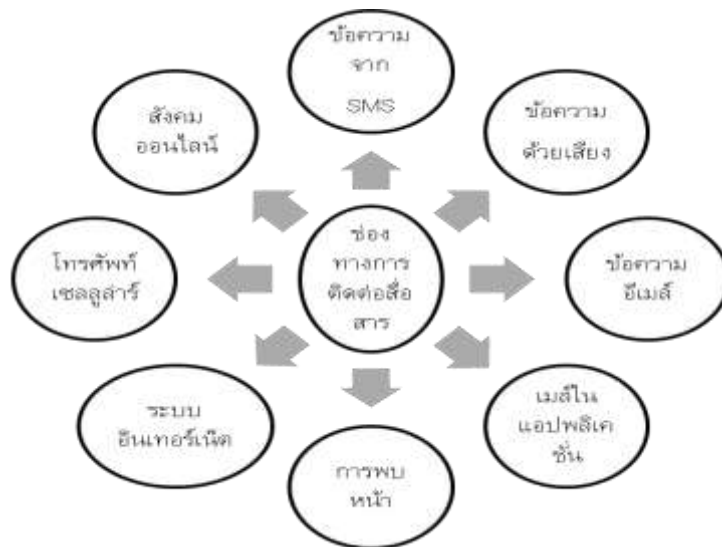 ข้อความ
จาก
SMS
สังคม
ออนไลน์
ข้อความ
ด้วยเสียง
ช่อง
ทางการ
ติดต่อสื่อ
สาร
โทรศัพท์
เซลลูล่าร์
ข้อความ
อีเมล์
ระบบ
อินเทอร์เน็ต
เมล์ใน
แอปพลิเค
ชั่น
การพบ
หน้า